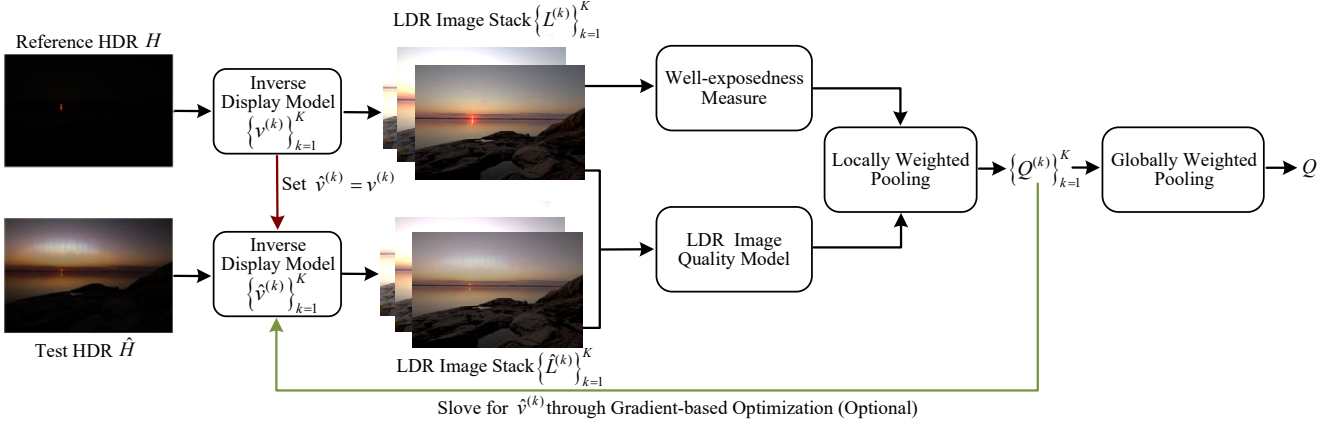 LDR Image Stack {L^{(k)}}_{k=1}^{K}
Reference HDR H
Inverse
Display Model
{v^{(k)}}_{k=1}^{K}
Well-exposedness
Measure
Locally Weighted
Pooling
{Q^{(k)}}_{k=1}^{K}
Globally Weighted
Pooling
Q
Set v̂^{(k)} = v^{(k)}
Inverse
Display Model
{v̂^{(k)}}_{k=1}^{K}
LDR Image
Quality Model
Test HDR Ĥ
LDR Image Stack {L̂^{(k)}}_{k=1}^{K}
Slove for v̂^{(k)} through Gradient-based Optimization (Optional)